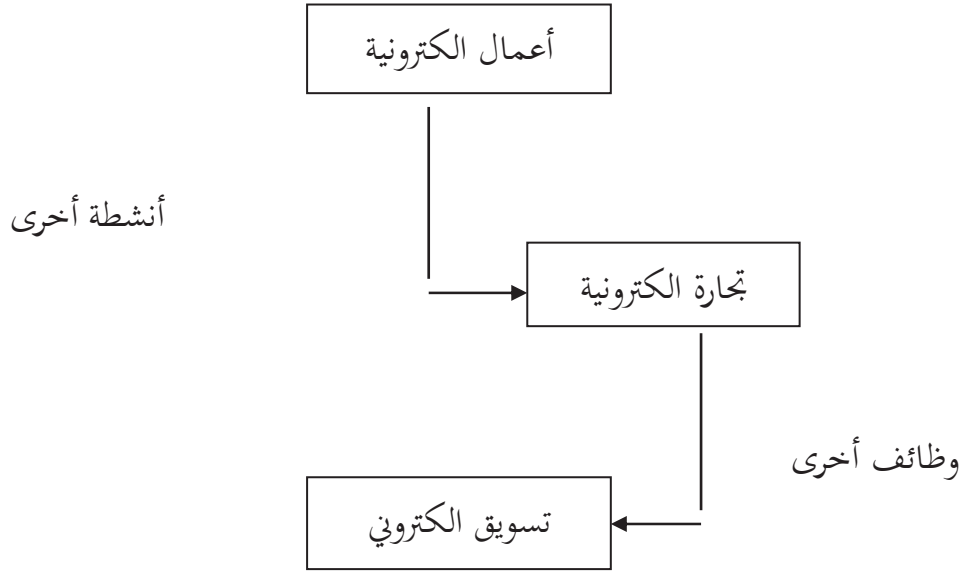 أعمال الكترونية
أنشطة أخرى
تجارة الكترونية
وظائف أخرى
تسويق الكتروني